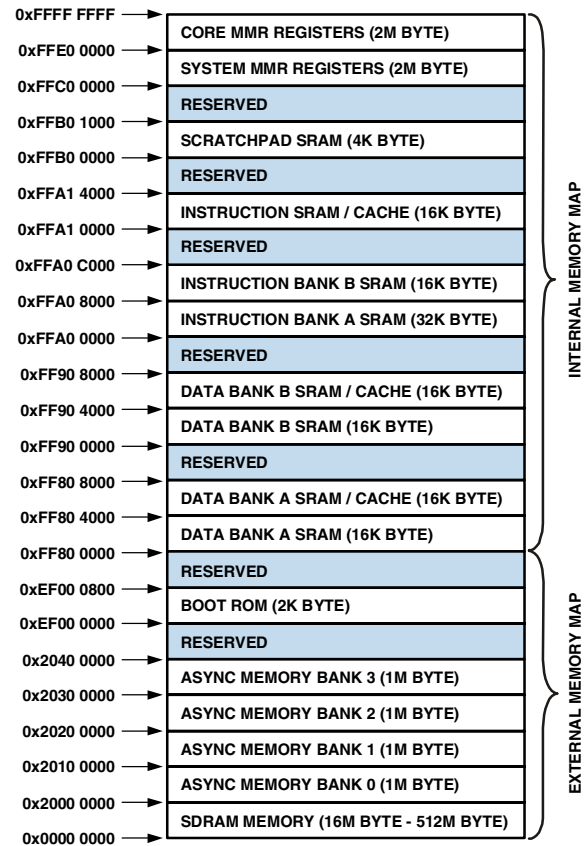 0xFFFF FFFF
CORE MMR REGISTERS (2M BYTE)
0xFFE0 0000
SYSTEM MMR REGISTERS (2M BYTE)
0xFFC0 0000
RESERVED
0xFFB0 1000
SCRATCHPAD SRAM (4K BYTE)
0xFFB0 0000
RESERVED
0xFFA1 4000
INSTRUCTION SRAM / CACHE (16K BYTE)
0xFFA1 0000
RESERVED
0xFFA0 C000
INSTRUCTION BANK B SRAM (16K BYTE)
0xFFA0 8000
INSTRUCTION BANK A SRAM (32K BYTE)
0xFFA0 0000
RESERVED
0xFF90 8000
DATA BANK B SRAM / CACHE (16K BYTE)
0xFF90 4000
DATA BANK B SRAM (16K BYTE)
0xFF90 0000
RESERVED
0xFF80 8000
DATA BANK A SRAM / CACHE (16K BYTE)
0xFF80 4000
DATA BANK A SRAM (16K BYTE)
0xFF80 0000
RESERVED
0xEF00 0800
BOOT ROM (2K BYTE)
0xEF00 0000
RESERVED
0x2040 0000
ASYNC MEMORY BANK 3 (1M BYTE)
0x2030 0000
ASYNC MEMORY BANK 2 (1M BYTE)
0x2020 0000
ASYNC MEMORY BANK 1 (1M BYTE)
0x2010 0000
ASYNC MEMORY BANK 0 (1M BYTE)
0x2000 0000
SDRAM MEMORY (16M BYTE - 512M BYTE)
0x0000 0000
INTERNAL MEMORY MAP
EXTERNAL MEMORY MAP